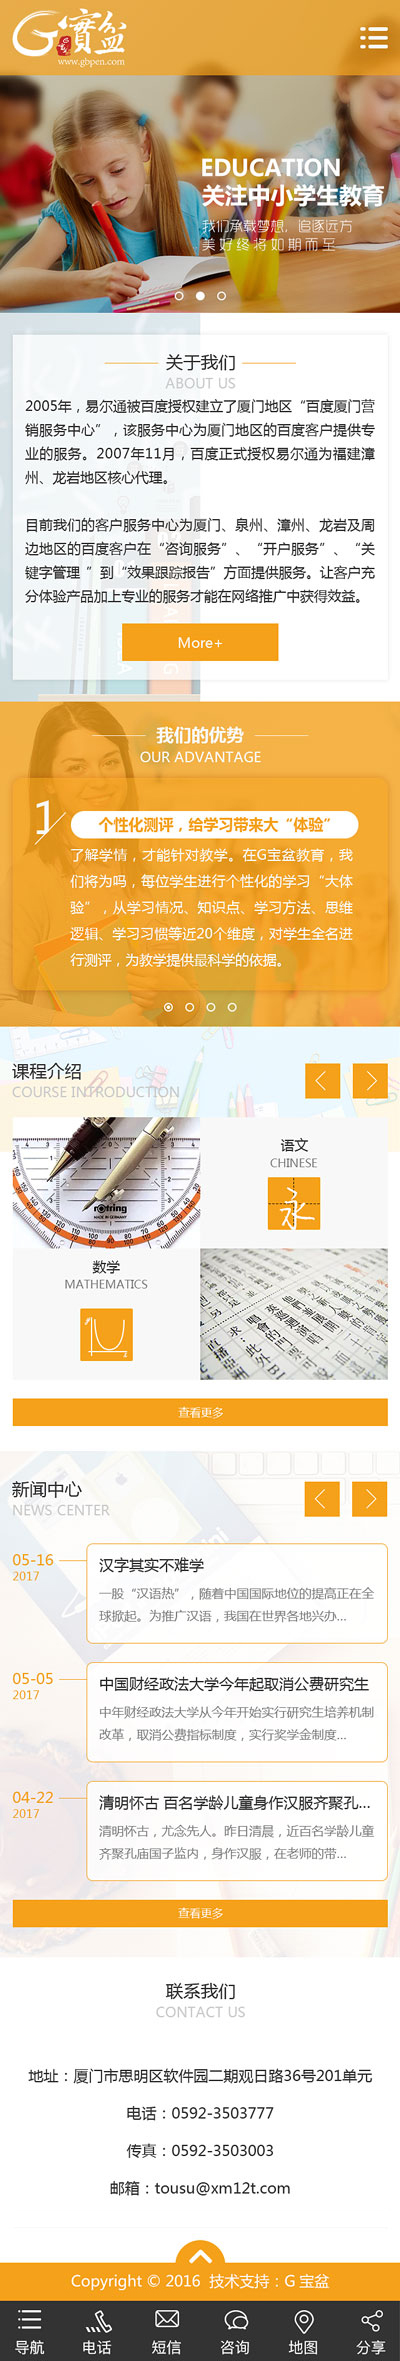 G寳盆
www.gbpen.com
EDUCATION
关注中小学生教育
我们承载梦想，追逐远方
美好终将如期而至
关于我们
ABOUT US
2005年，易尔通被百度授权建立了厦门地区“百度厦门营
销服务中心”，该服务中心为厦门地区的百度客户提供专
业的服务。2007年11月，百度正式授权易尔通为福建漳
州、龙岩地区核心代理。
目前我们的客户服务中心为厦门、泉州、漳州、龙岩及周
边地区的百度客户在“咨询服务”、“开户服务”、“关
键字管理 ”到“效果跟踪报告”方面提供服务。让客户充
分体验产品加上专业的服务才能在网络推广中获得效益。
More+
我们的优势
OUR ADVANTAGE
1
个性化测评，给学习带来大“体验”
了解学情，才能针对教学。在G宝盆教育，我
们将为吗，每位学生进行个性化的学习“大体
验”，从学习情况、知识点、学习方法、思维
逻辑、学习习惯等近20个维度，对学生全名进
行测评，为教学提供最科学的依据。
课程介绍
COURSE INTRODUCTION
rotring
MADE IN GERMANY
语文
CHINESE
永
数学
MATHEMATICS
查看更多
新闻中心
NEWS CENTER
05-16
2017
汉字其实不难学
一股“汉语热”，随着中国国际地位的提高正在全
球掀起。为推广汉语，我国在世界各地兴办...
05-05
2017
中国财经政法大学今年起取消公费研究生
中年财经政法大学从今年开始实行研究生培养机制
改革，取消公费指标制度，实行奖学金制度...
04-22
2017
清明怀古 百名学龄儿童身作汉服齐聚孔...
清明怀古，尤念先人。昨日清晨，近百名学龄儿童
齐聚孔庙国子监内，身作汉服，在老师的带...
查看更多
联系我们
CONTACT US
地址：厦门市思明区软件园二期观日路36号201单元
电话：0592-3503777
传真：0592-3503003
邮箱：tousu@xm12t.com
Copyright © 2016 技术支持：G 宝盆
导航 电话 短信 咨询 地图 分享